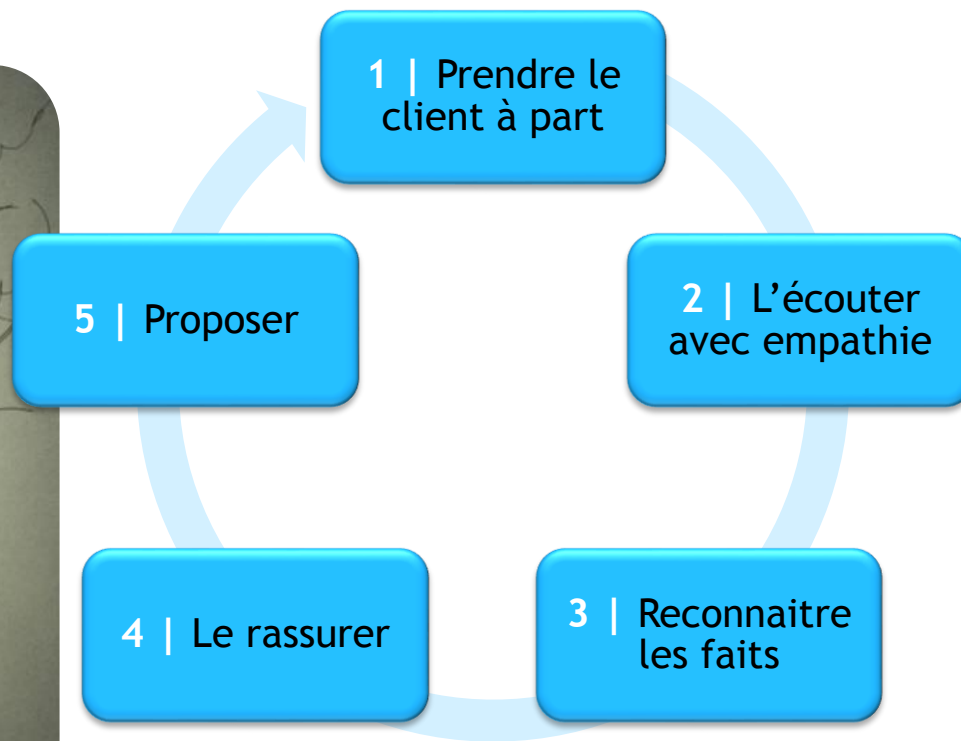 1 | Prendre le
client à part
2 | L’écouter
avec empathie
3 | Reconnaitre
les faits
4 | Le rassurer
5 | Proposer